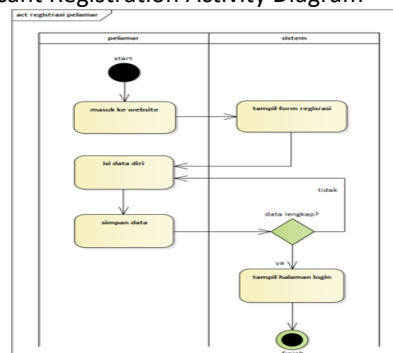 Registration Activity Diagram
act registrasi pelamar
pelamar
sistem
start
masuk ke website
tampil form regisrasi
isi data diri
tidak
simpan data
data lengkap?
ya
tampil halaman login